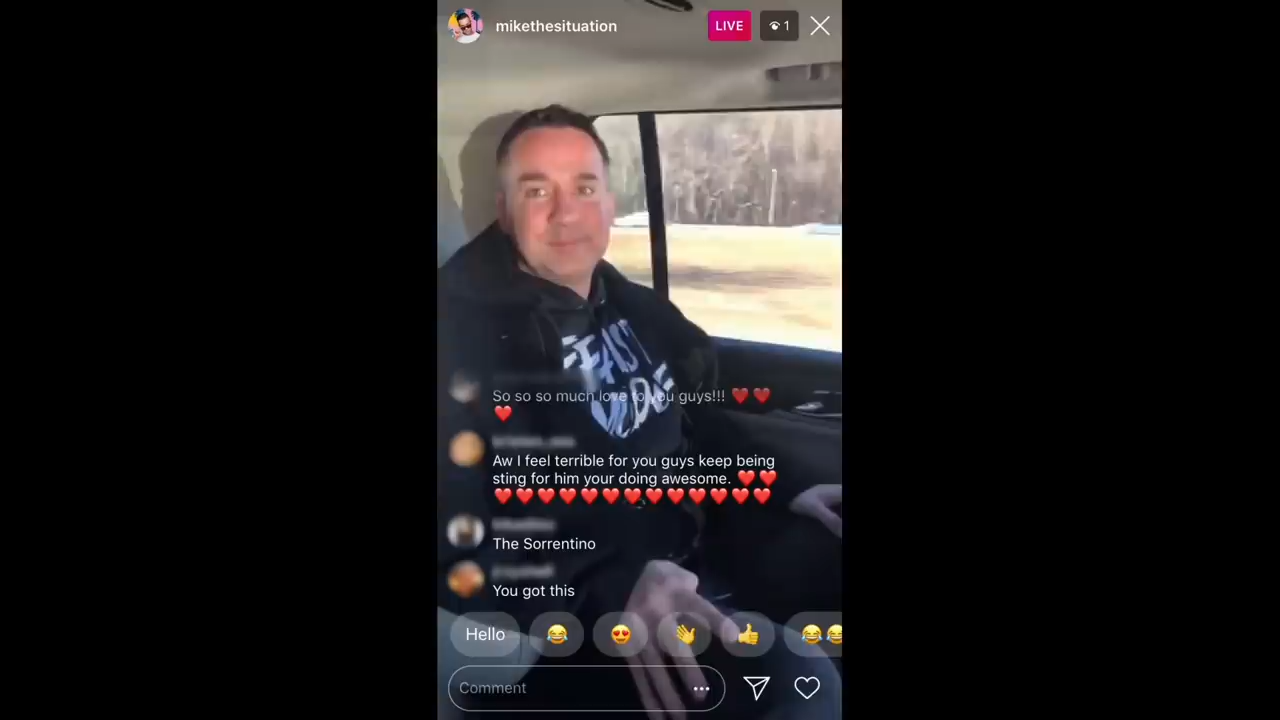 mikethesituation
LIVE
1
So so so much love to you guys!!! ❤️ ❤️
❤️
Aw I feel terrible for you guys keep being
sting for him your doing awesome. ❤️❤️
❤️❤️❤️❤️❤️❤️❤️❤️❤️❤️❤️❤️❤️
The Sorrentino
You got this
Hello
Comment